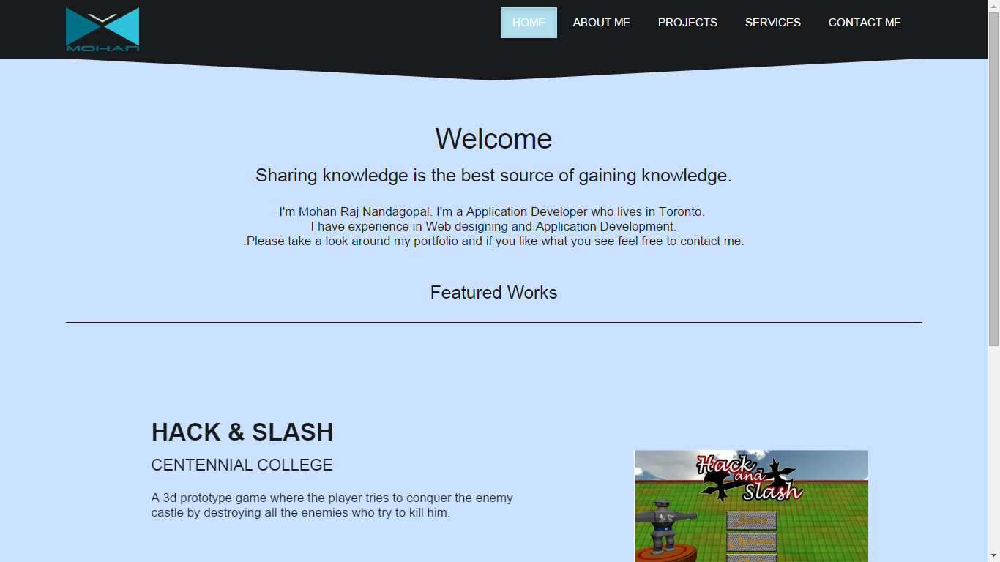 MOHAN
HOME ABOUT ME PROJECTS SERVICES CONTACT ME
Welcome
Sharing knowledge is the best source of gaining knowledge.
I'm Mohan Raj Nandagopal. I'm a Application Developer who lives in Toronto.
I have experience in Web designing and Application Development.
.Please take a look around my portfolio and if you like what you see feel free to contact me.
Featured Works
HACK & SLASH
CENTENNIAL COLLEGE
A 3d prototype game where the player tries to conquer the enemy
castle by destroying all the enemies who try to kill him.
Hack
and
Slash
Start
Options